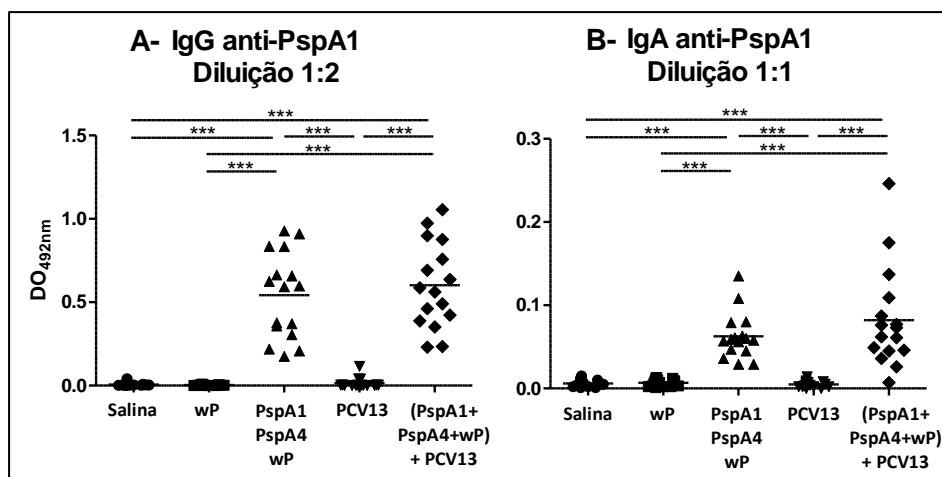 A- IgG anti-PspA1
Diluição 1:2
***
*** *** ***
***
***
1.5
1.0
0.5
0.0
DO492nm
Salina
wP
PspA1
PspA4
wP
PCV13
(PspA1+
PspA4+wP)
+ PCV13
B- IgA anti-PspA1
Diluição 1:1
***
*** *** ***
***
***
0.3
0.2
0.1
0.0
Salina
wP
PspA1
PspA4
wP
PCV13
(PspA1+
PspA4+wP)
+ PCV13